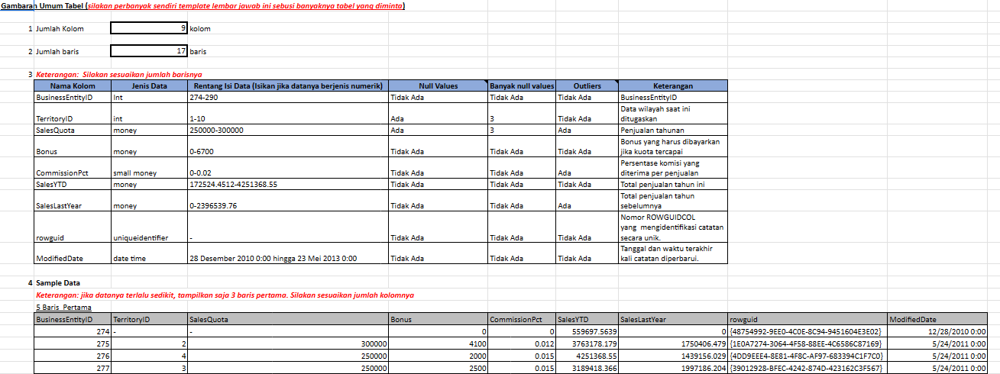 Gambaran Umum Tabel (silakan perbanyak sendiri template lembar jawab ini sebusi banyaknya tabel yang diminta)
1 Jumlah Kolom 9 kolom
2 Jumlah baris 17 baris
3 Keterangan: Silakan sesuaikan jumlah barisnya
Nama Kolom Jenis Data Rentang Isi Data (Isikan jika datanya berjenis numerik) Null Values Banyak null values Outliers Keterangan
BusinessEntityID Int 274-290 Tidak Ada Tidak Ada Tidak Ada BusinessEntityID
Data wilayah saat ini
TerritoryID int 1-10 Ada 3 Tidak Ada ditugaskan
SalesQuota money 250000-300000 Ada 3 Ada Penjualan tahunan
Bonus yang harus dibayarkan
Bonus money 0-6700 Tidak Ada Tidak Ada Tidak Ada jika kuota tercapai
Persentase komisi yang
CommissionPct small money 0-0.02 Tidak Ada Tidak Ada Ada diterima per penjualan
SalesYTD money 172524.4512-4251368.55 Tidak Ada Tidak Ada Tidak Ada Total penjualan tahun ini
Total penjualan tahun
SalesLastYear money 0-2396539.76 Tidak Ada Tidak Ada Ada sebelumnya
Nomor ROWGUIDCOL
yang mengidentifikasi catatan
rowguid uniqueidentifier - Tidak Ada Tidak Ada Tidak Ada secara unik.
Tanggal dan waktu terakhir
ModifiedDate date time 28 Desember 2010 0:00 hingga 23 Mei 2013 0:00 Tidak Ada Tidak Ada Tidak Ada kali catatan diperbarui.
4 Sample Data
Keterangan: jika datanya terlalu sedikit, tampilkan saja 3 baris pertama. Silakan sesuaikan jumlah kolomnya
5 Baris Pertama
BusinessEntityID TerritoryID SalesQuota Bonus CommissionPct SalesYTD SalesLastYear rowguid ModifiedDate
274 - - 0 0 559697.5639 0 {48754992-9EE0-4C0E-8C94-9451604E3E02} 12/28/2010 0:00
275 2 300000 4100 0.012 3763178.179 1750406.479 {1E0A7274-3064-4F58-88EE-4C6586C87169} 5/24/2011 0:00
276 4 250000 2000 0.015 4251368.55 1439156.029 {4DD9EEE4-8E81-4F8C-AF97-683394C1F7C0} 5/24/2011 0:00
277 3 250000 2500 0.015 3189418.366 1997186.204 {39012928-BFEC-4242-874D-423162C3F567} 5/24/2011 0:00